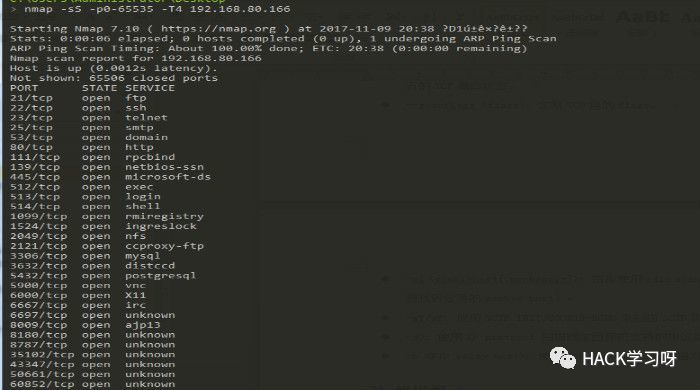 > nmap -sS -p0-65535 -T4 192.168.80.166
Starting Nmap 7.10 ( https://nmap.org ) at 2017-11-09 20:38 ?D1ú±ê×?ê±??
Stats: 0:00:06 elapsed; 0 hosts completed (0 up), 1 undergoing ARP Ping Scan
ARP Ping Scan Timing: About 100.00% done; ETC: 20:38 (0:00:00 remaining)
Nmap scan report for 192.168.80.166
Host is up (0.0012s latency).
Not shown: 65506 closed ports
PORT STATE SERVICE
21/tcp open ftp
22/tcp open ssh
23/tcp open telnet
25/tcp open smtp
53/tcp open domain
80/tcp open http
111/tcp open rpcbind
139/tcp open netbios-ssn
445/tcp open microsoft-ds
512/tcp open exec
513/tcp open login
514/tcp open shell
1099/tcp open rmiregistry
1524/tcp open ingreslock
2049/tcp open nfs
2121/tcp open ccproxy-ftp
3306/tcp open mysql
3632/tcp open distccd
5432/tcp open postgresql
5900/tcp open vnc
6000/tcp open X11
6667/tcp open irc
6697/tcp open unknown
8009/tcp open ajp13
8180/tcp open unknown
8787/tcp open unknown
35102/tcp open unknown
43347/tcp open unknown
50661/tcp open unknown
60852/tcp open unknown
HACK学习呀